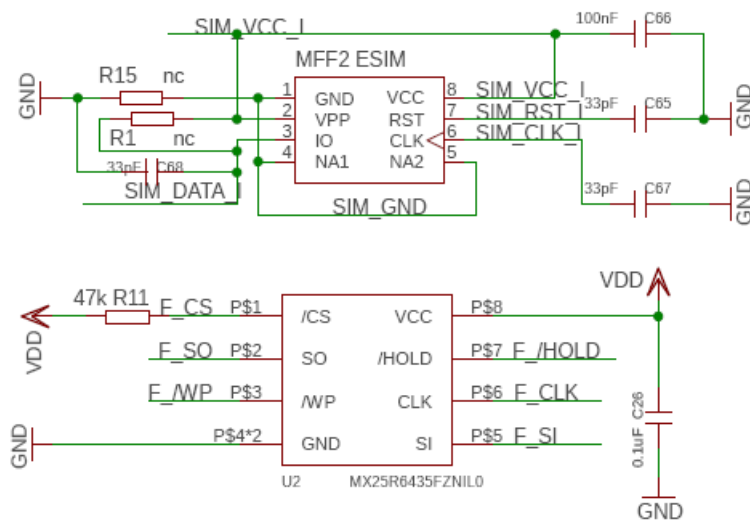 SIM_VCC_I
100nF C66
MFF2 ESIM
R15 nc
GND
1 GND VCC 8 SIM_VCC_I
2 VPP RST 7 SIM_RST_I 33pF C65
R1 nc
3 IO CLK 6 SIM_CLK_I
4 NA1 NA2 5
GND
33pF C68
SIM_DATA_I
SIM_GND
33pF C67
GND
VDD
47k R11 F_CS P$1 /CS VCC P$8
VDD
F_SO P$2 SO /HOLD P$7 F_/HOLD
F_/WP P$3 /WP CLK P$6 F_CLK
0.1uF C26
GND P$4*2 GND SI P$5 F_SI
U2 MX25R6435FZNIL0
GND